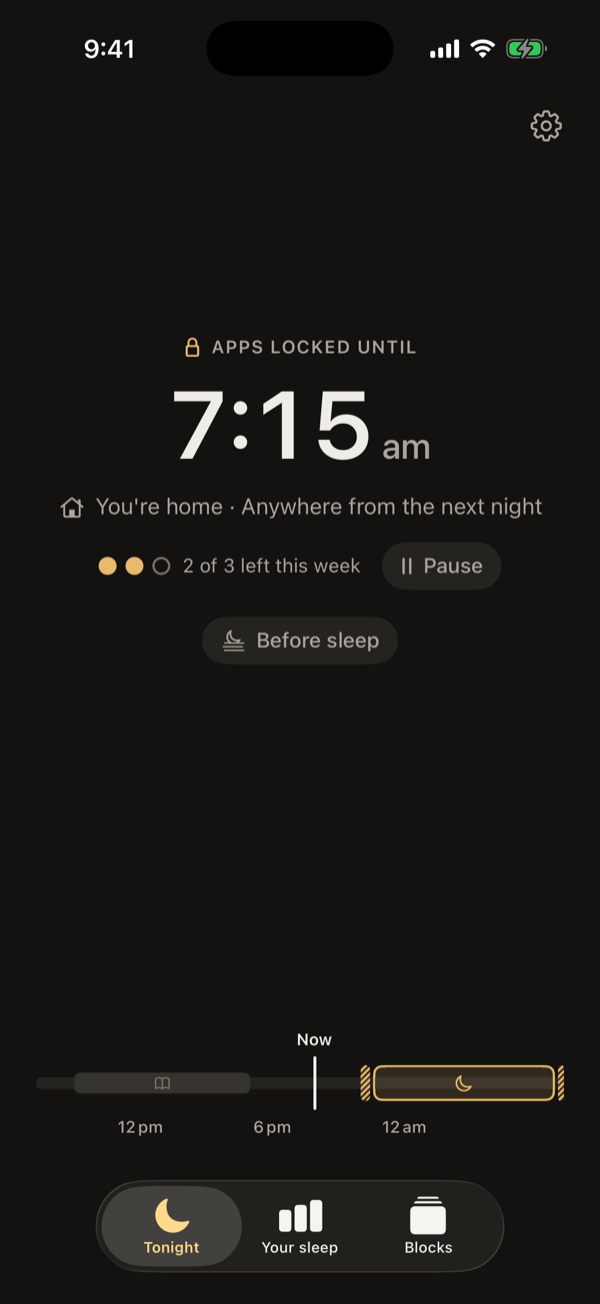 9:41
APPS LOCKED UNTIL
7:15 am
You're home · Anywhere from the next night
2 of 3 left this week
Pause
Before sleep
Now
12 pm
6 pm
12 am
Tonight
Your sleep
Blocks